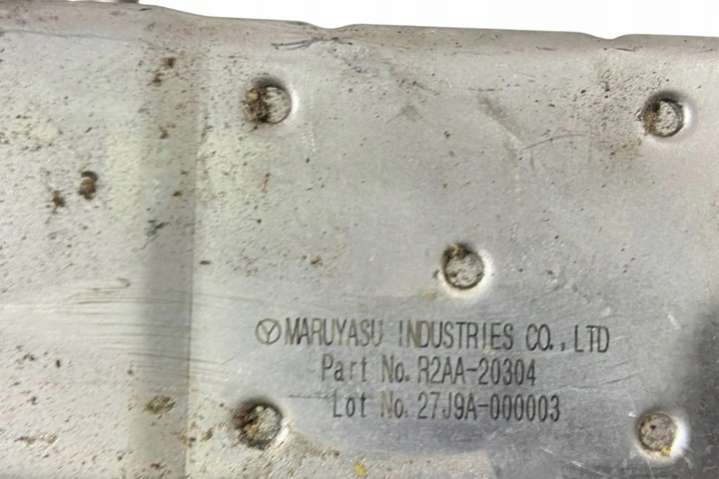 MARUYASU INDUSTRIES CO., LTD
Part No. R2AA-20304
Lot No. 27J9A-000003